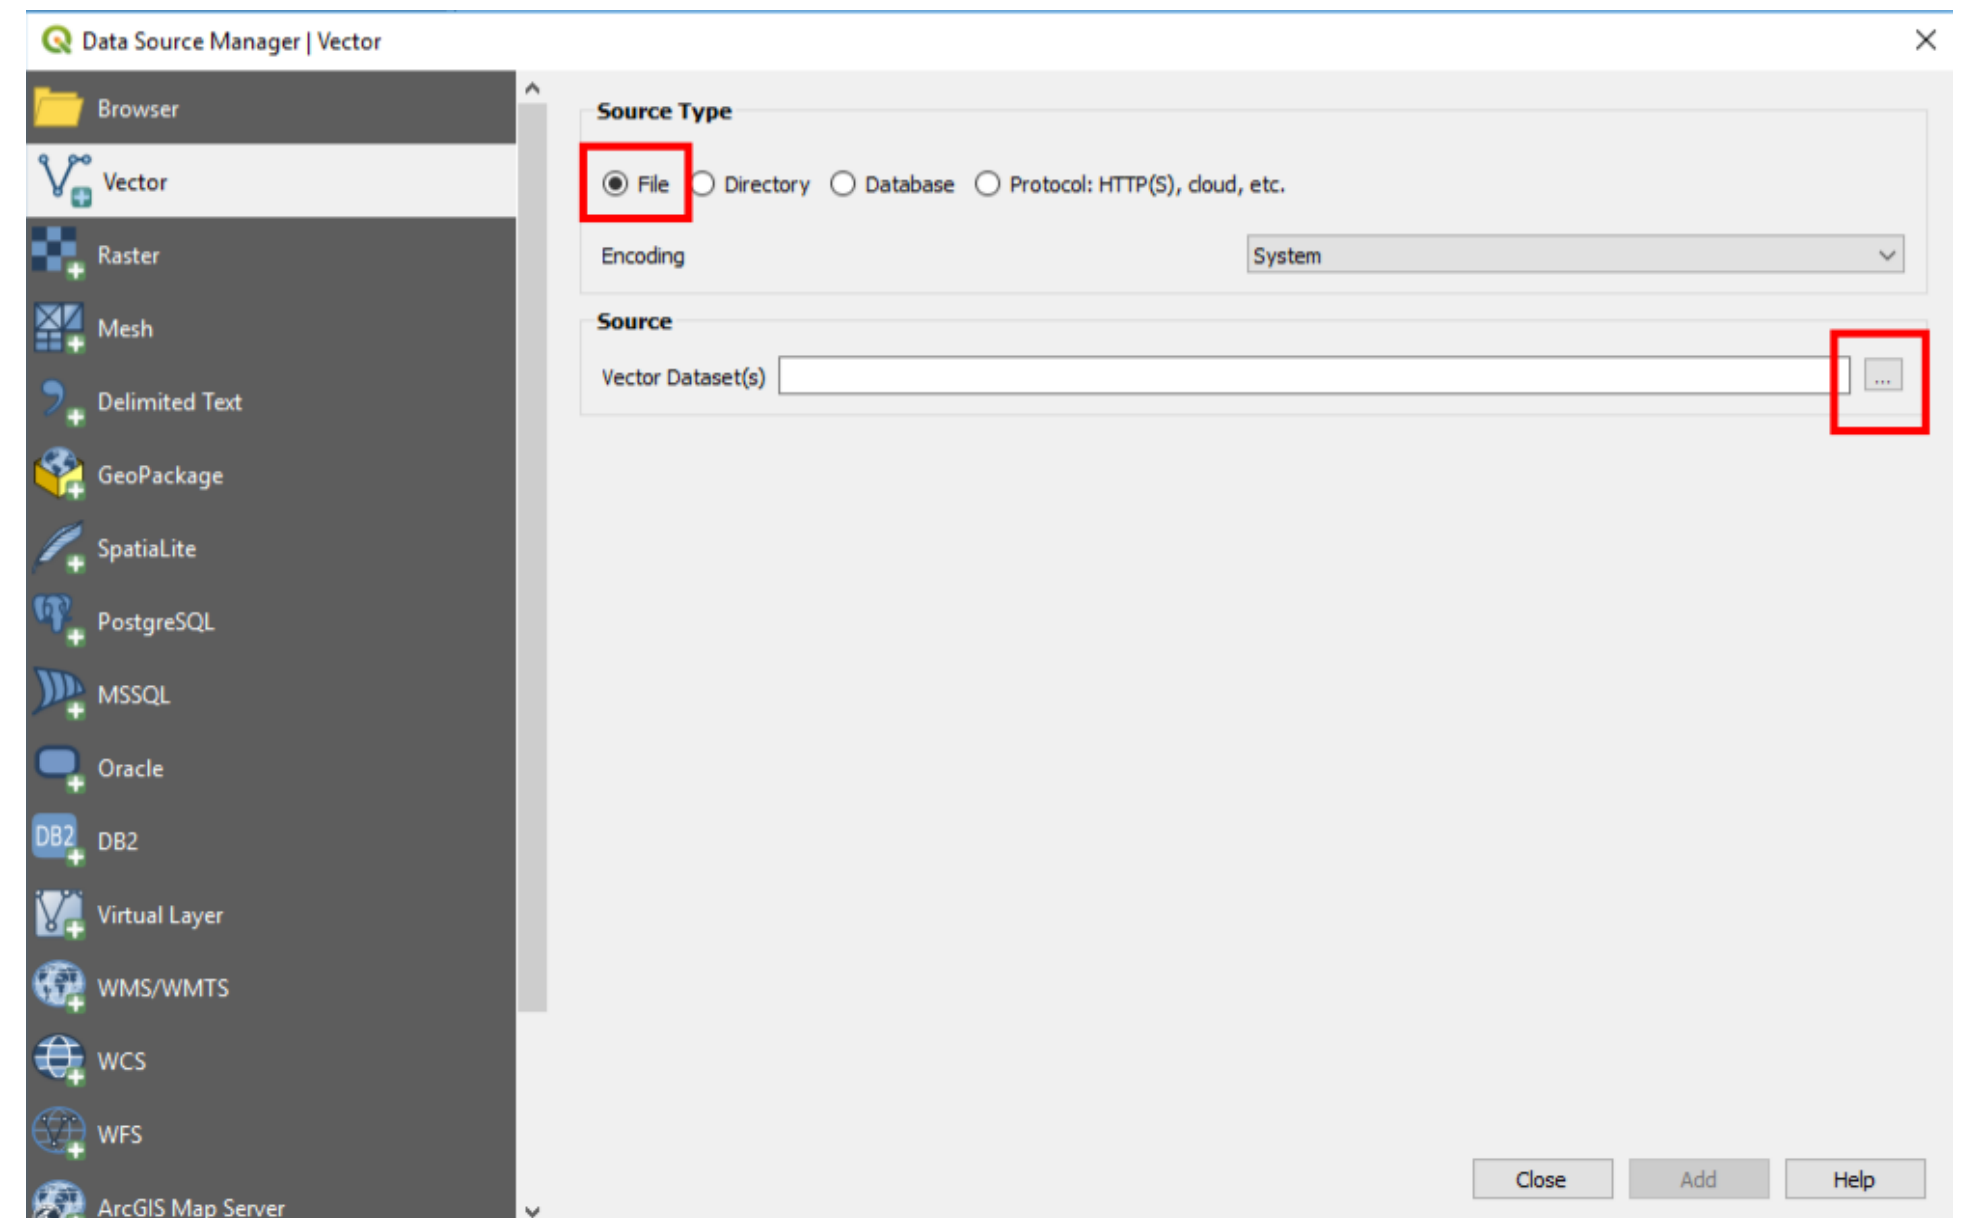 Data Source Manager | Vector
Browser
Vector
Raster
Mesh
Delimited Text
GeoPackage
SpatiaLite
PostgreSQL
MSSQL
Oracle
DB2
DB2
Virtual Layer
WMS/WMTS
WCS
WFS
ArcGIS Map Server
Source Type
File Directory Database Protocol: HTTP(S), cloud, etc.
Encoding System
Source
Vector Dataset(s) ...
Close Add Help